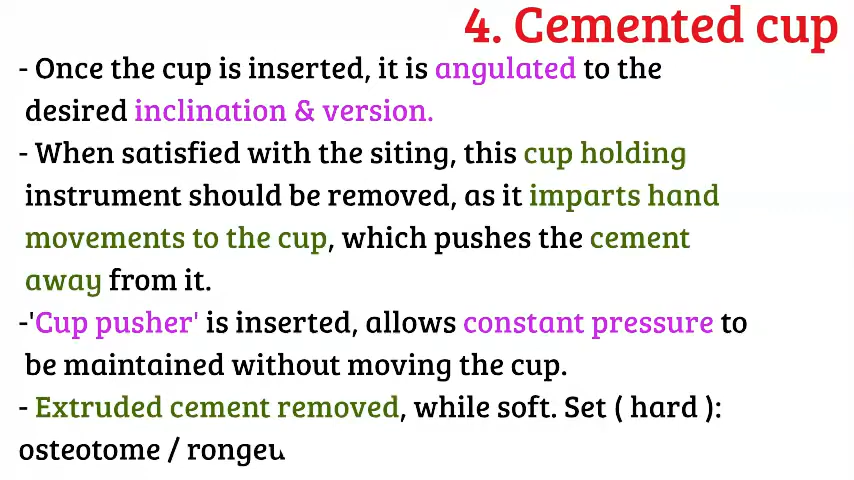 4. Cemented cup
- Once the cup is inserted, it is angulated to the
desired inclination & version.
- When satisfied with the siting, this cup holding
instrument should be removed, as it imparts hand
movements to the cup, which pushes the cement
away from it.
-'Cup pusher' is inserted, allows constant pressure to
be maintained without moving the cup.
- Extruded cement removed, while soft. Set ( hard ):
osteotome / rongeu